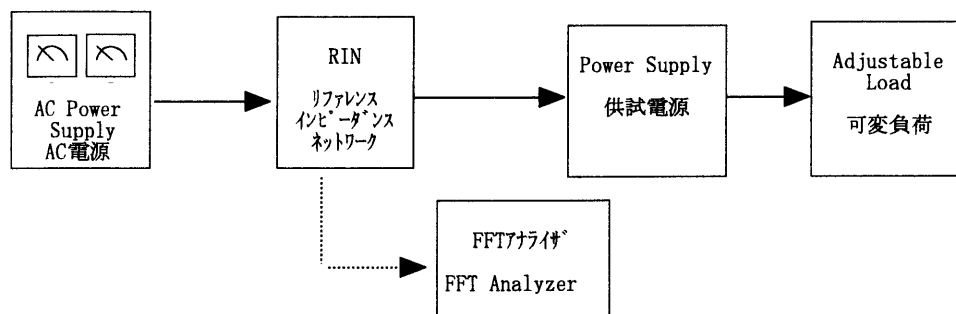 AC Power
Supply
AC電源
RIN
リファレンス
インピーダンス
ネットワーク
Power Supply
供試電源
Adjustable
Load
可変負荷
FFTアナライザ
FFT Analyzer